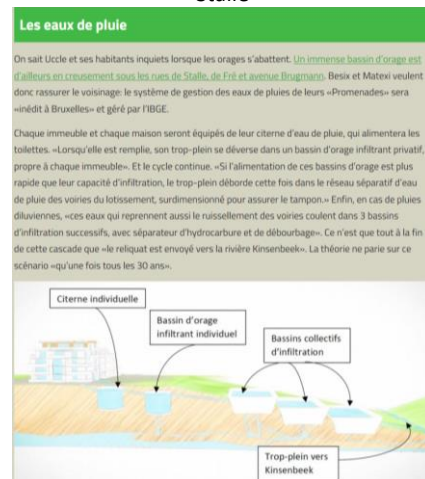 Stalle
Les eaux de pluie
On sait Uccle et ses habitants inquiets lorsque les orages s'abattent. Un immense bassin d'orage est
d'ailleurs en creusement sous les rues de Stalle, de Fré et avenue Brugmann. Besix et Matexi veulent
donc rassurer le voisinage: le système de gestion des eaux de pluies de leurs «Promenades» sera
«inédit à Bruxelles» et géré par l'IBGE.
Chaque immeuble et chaque maison seront équipés de leur citerne d'eau de pluie, qui alimentera les
toilettes. «Lorsqu'elle est remplie, son trop-plein se déverse dans un bassin d'orage infiltrant privatif,
propre à chaque immeuble». Et le cycle continue. «Si l'alimentation de ces bassins d'orage est plus
rapide que leur capacité d'infiltration, le trop-plein déborde cette fois dans le réseau séparatif d'eau
de pluie des voiries du lotissement, surdimensionné pour assurer le tampon.» Enfin, en cas de pluies
diluviennes, «ces eaux qui reprennent aussi le ruissellement des voiries coulent dans 3 bassins
d'infiltration successifs, avec séparateur d'hydrocarbure et de débourbage». Ce n'est que tout à la fin
de cette cascade que «le reliquat est envoyé vers la rivière Kinsenbeek». La théorie ne parie sur ce
scénario «qu'une fois tous les 30 ans».
Citerne individuelle
Bassin d'orage
infiltrant individuel
Bassins collectifs
d'infiltration
Trop-plein vers
Kinsenbeek